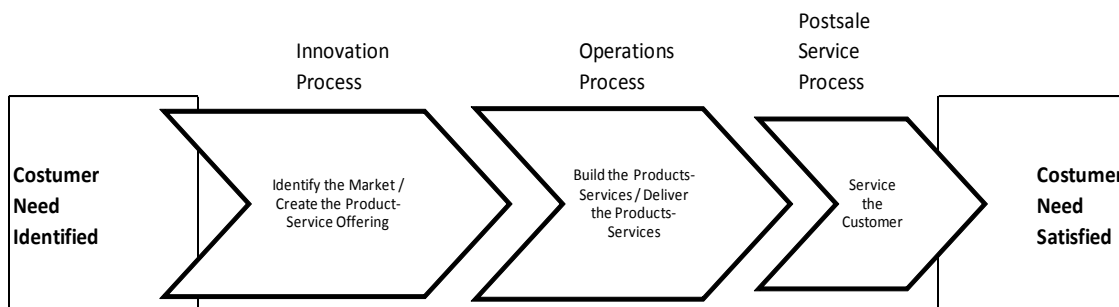 Innovation
Process
Operations
Process
Postsale
Service
Process
Costumer
Need
Identified
Identify the Market /
Create the Product-
Service Offering
Build the Products-
Services / Deliver
the Products-
Services
Service
the
Customer
Costumer
Need
Satisfied